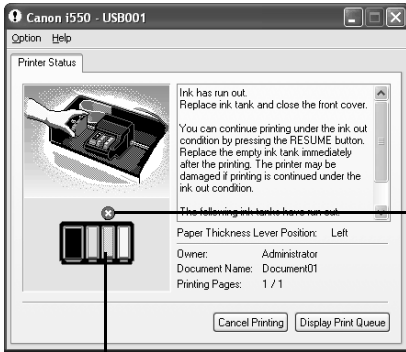 Canon i550 - USB001
Option Help
Printer Status
Ink has run out.
Replace ink tank and close the front cover.
You can continue printing under the ink out
condition by pressing the RESUME button.
Replace the empty ink tank immediately
after the printing. The printer may be
damaged if printing is continued under the
ink out condition.
The following ink tanks have run out.
Paper Thickness Lever Position: Left
Owner: Administrator
Document Name: Document01
Printing Pages: 1 / 1
Cancel Printing Display Print Queue